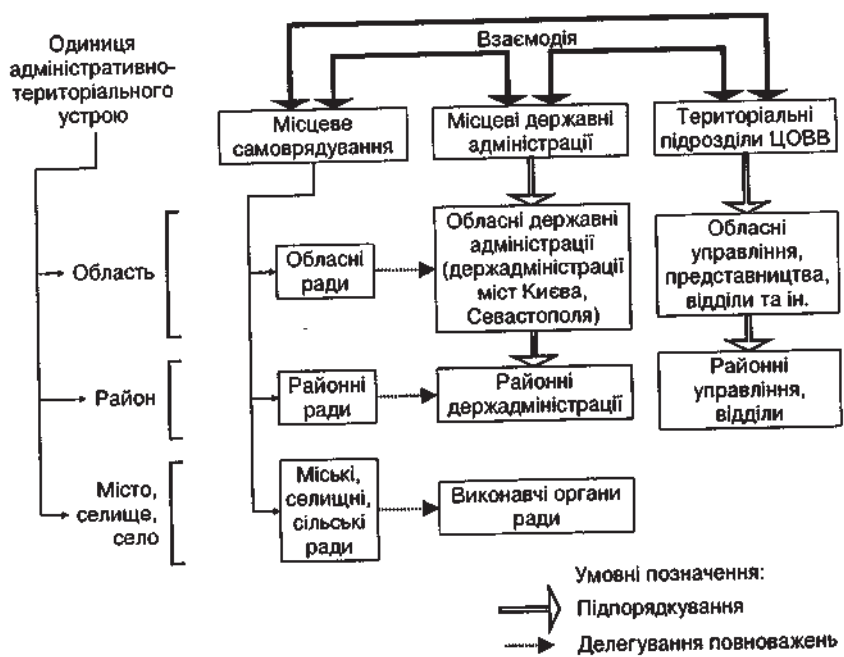 Одиниця
адміністративно-
територіального
устрою
Взаємодія
Місцеве
самоврядування
Місцеві державні
адміністрації
Територіальні
підрозділи ЦОВВ
Область
Обласні
ради
Обласні державні
адміністрації
(держадміністрації
міст Києва,
Севастополя)
Обласні
управління,
представництва,
відділи та ін.
Район
Районні
ради
Районні
держадміністрації
Районні
управління,
відділи
Місто,
селище,
село
Міські,
селищні,
сільські
ради
Виконавчі органи
ради
Умовні позначення:
Підпорядкування
Делегування повноважень